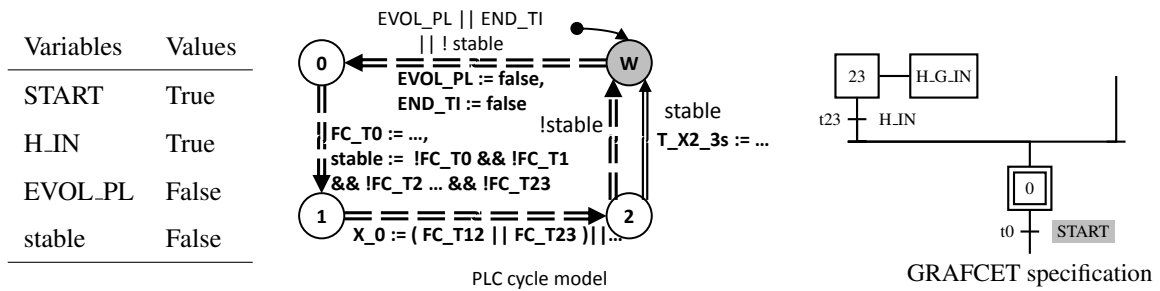 Variables Values
START True
H_IN True
EVOL_PL False
stable False
EVOL_PL || END_TI
|| ! stable
0
W
EVOL_PL := false,
END_TI := false
!stable
stable
T_X2_3s := ...
FC_T0 := ...,
stable := !FC_T0 && !FC_T1
&& !FC_T2 ... && !FC_T23
1
2
X_0 := ( FC_T12 || FC_T23 )||...
PLC cycle model
23
H_G_IN
t23
H_IN
0
t0
START
GRAFCET specification